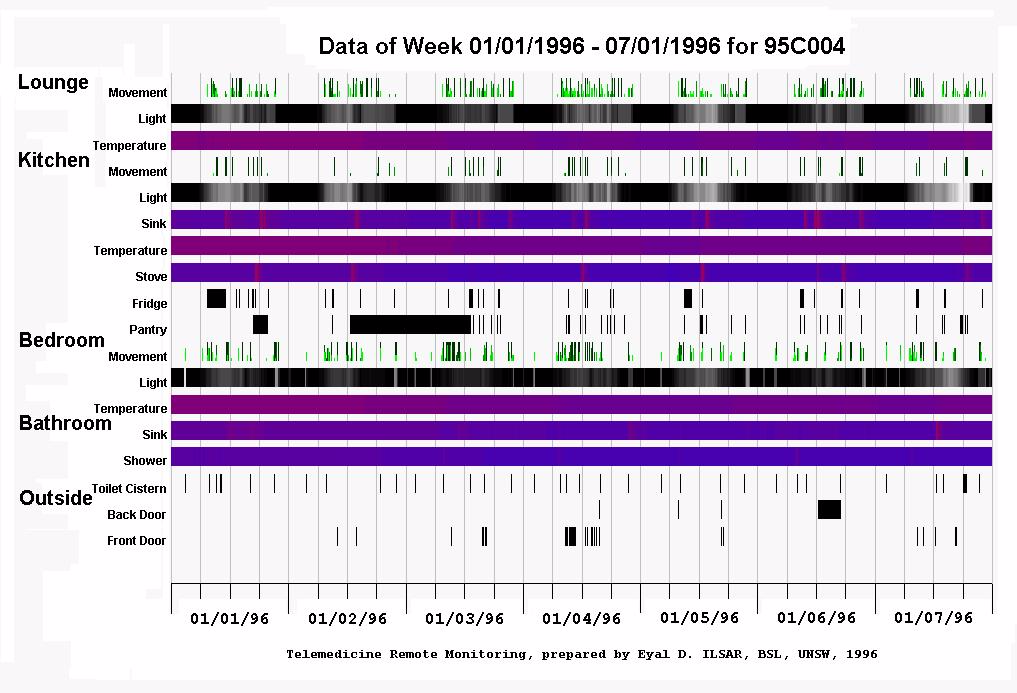 Data of Week 01/01/1996 - 07/01/1996 for 95C004
Lounge
Movement
Light
Temperature
Kitchen
Movement
Light
Sink
Temperature
Stove
Fridge
Pantry
Bedroom
Movement
Light
Temperature
Bathroom
Sink
Shower
Toilet Cistern
Outside
Back Door
Front Door
01/01/96 01/02/96 01/03/96 01/04/96 01/05/96 01/06/96 01/07/96
Telemedicine Remote Monitoring, prepared by Eyal D. ILSAR, BSL, UNSW, 1996